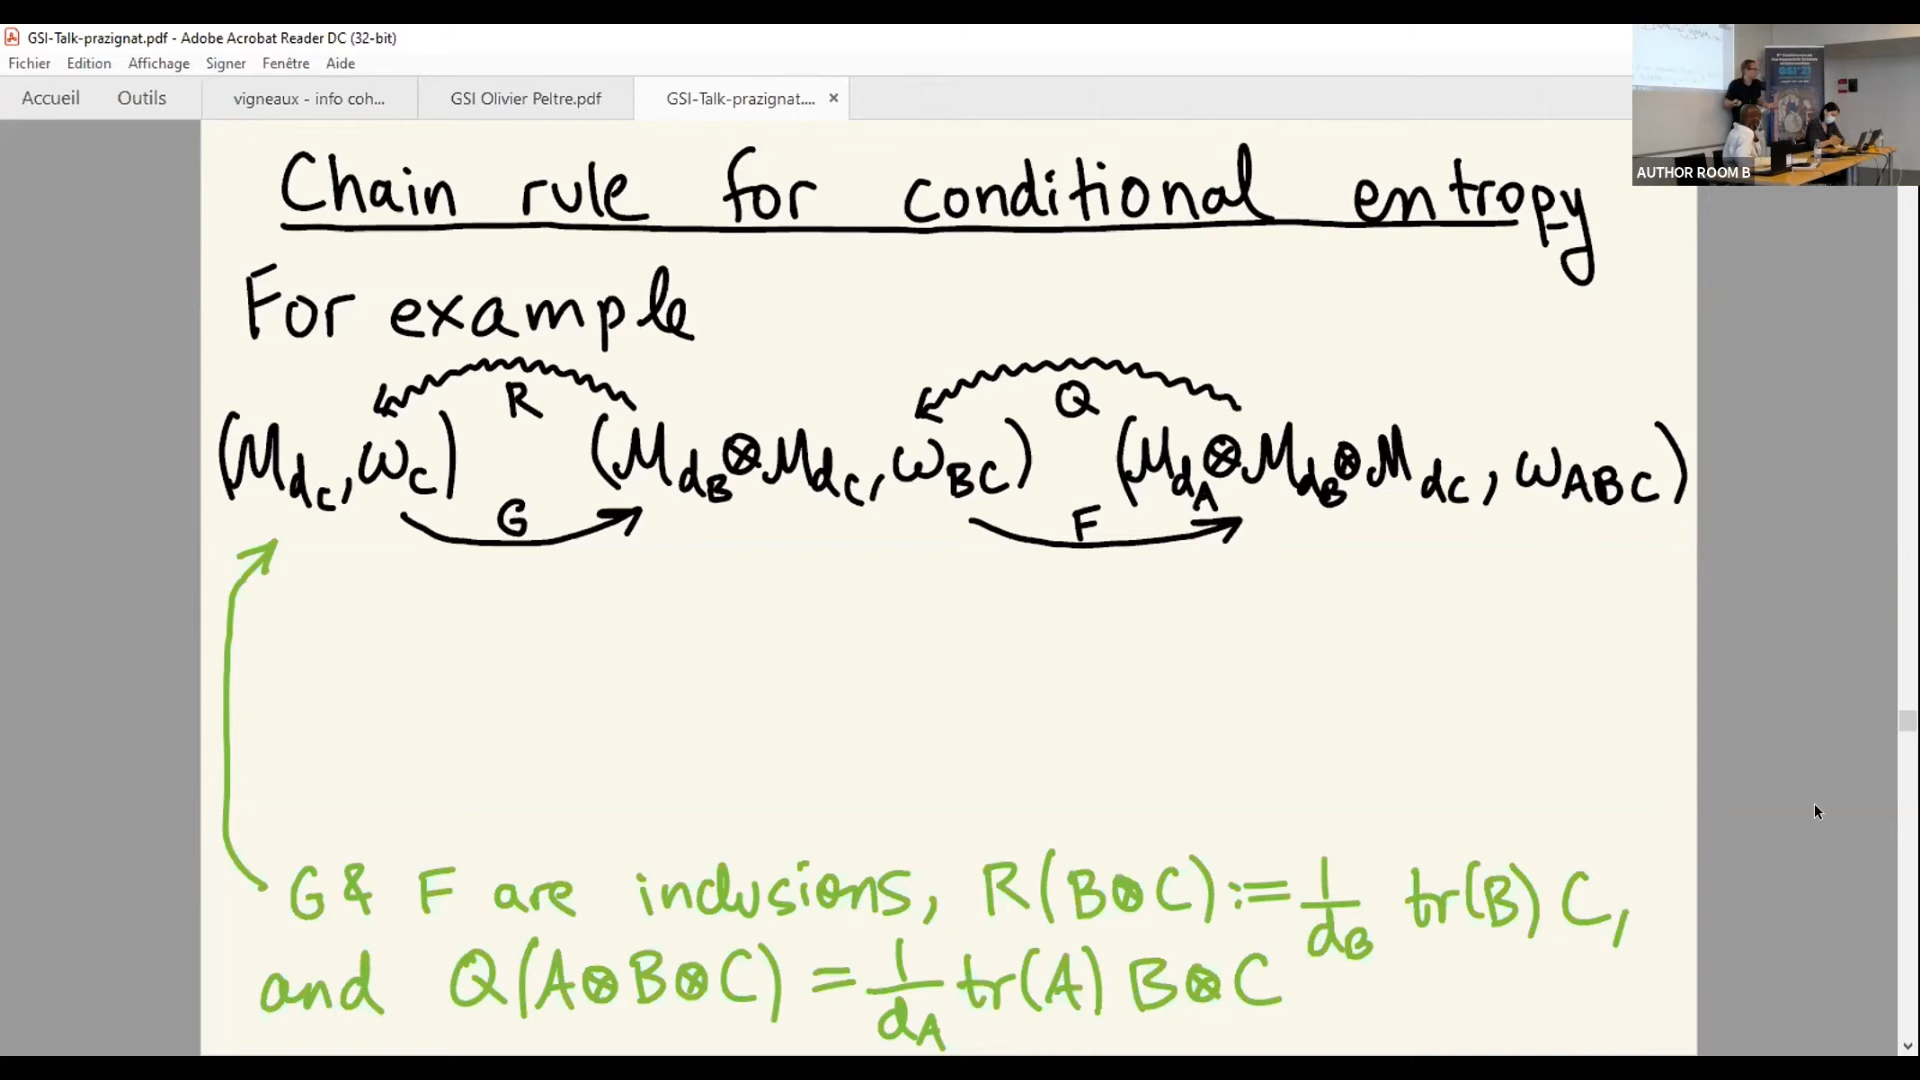 GSI-Talk-prazignat.pdf - Adobe Acrobat Reader DC (32-bit)
Fichier Edition Affichage Signer Fenêtre Aide
Accueil Outils vigneaux - info coh... GSI Olivier Peltre.pdf GSI-Talk-prazignat.... ×
GSI'21
AUTHOR ROOM B
Chain rule for conditional entropy
For example
R Q
(M_{d_C}, ω_C) (M_{d_B}⊗M_{d_C}, ω_{BC}) (M_{d_A}⊗M_{d_B}⊗M_{d_C}, ω_{ABC})
G F
G & F are inclusions, R(B⊗C) := 1/d_B tr(B) C,
and Q(A⊗B⊗C) = 1/d_A tr(A) B⊗C